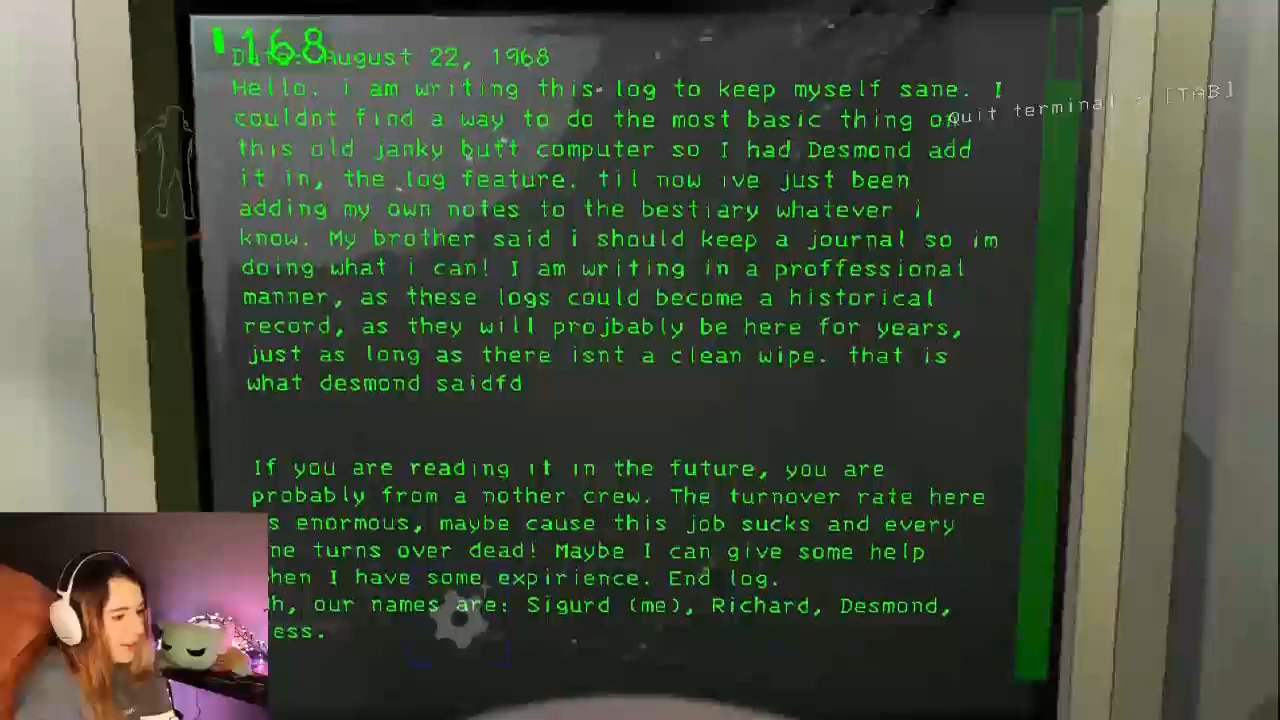 168
Date: August 22, 1968
Hello. i am writing this log to keep myself sane. I
couldnt find a way to do the most basic thing on
Quit terminal : [TAB]
this old janky butt computer so I had Desmond add
it in, the log feature. til now ive just been
adding my own notes to the bestiary whatever i
know. My brother said i should keep a journal so im
doing what i can! I am writing in a proffessional
manner, as these logs could become a historical
record, as they will projbably be here for years,
just as long as there isnt a clean wipe. that is
what desmond saidfd
If you are reading it in the future, you are
probably from a nother crew. The turnover rate here
enormous, maybe cause this job sucks and every
turns over dead! Maybe I can give some help
I have some expirience. End log.
our names are: Sigurd (me), Richard, Desmond,
ess.